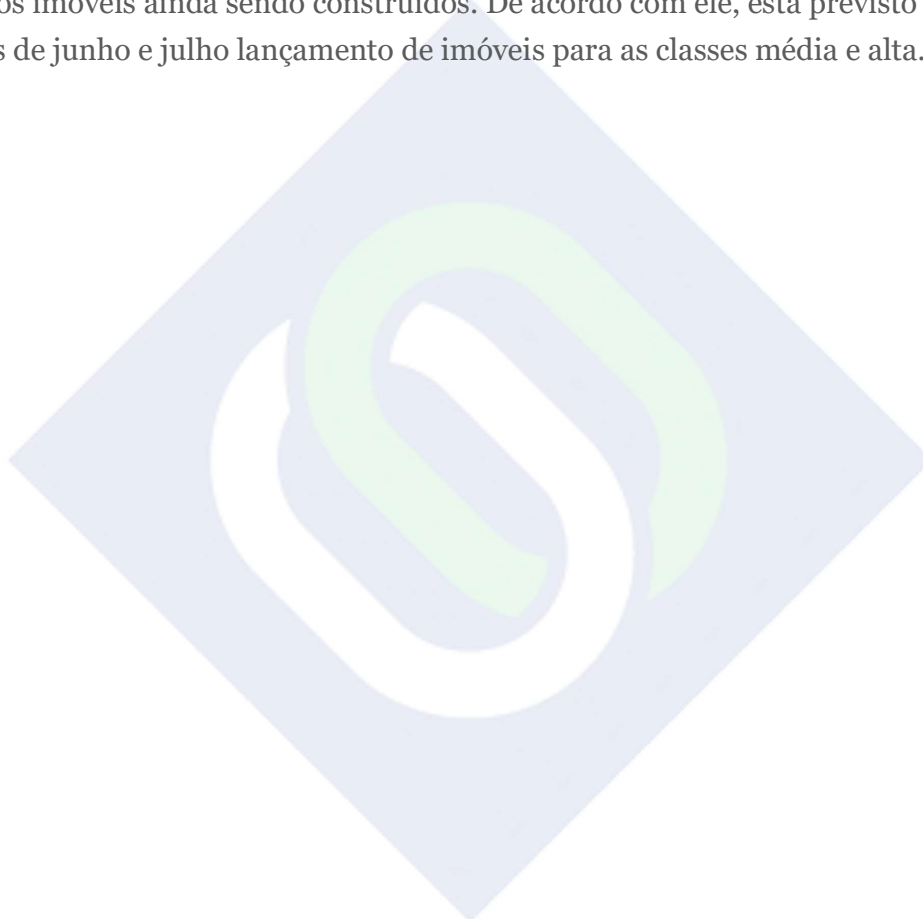 os imóveis ainda sendo construídos. De acordo com ele, está previsto
s de junho e julho lançamento de imóveis para as classes média e alta.